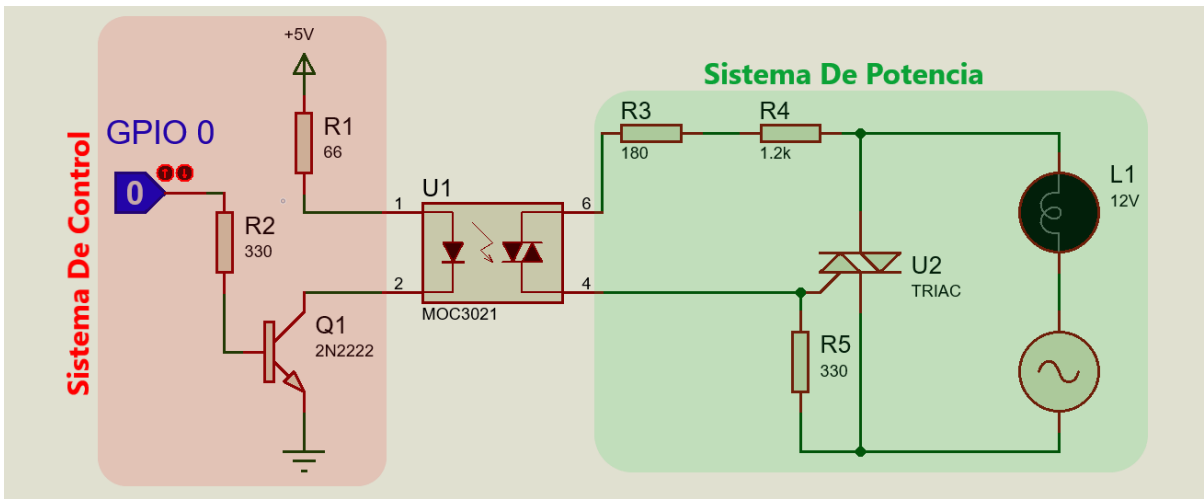 Sistema De Control
+5V
GPIO 0
0
R1
66
R2
330
Q1
2N2222
U1
1
2
6
4
MOC3021
Sistema De Potencia
R3
180
R4
1.2k
L1
12V
U2
TRIAC
R5
330